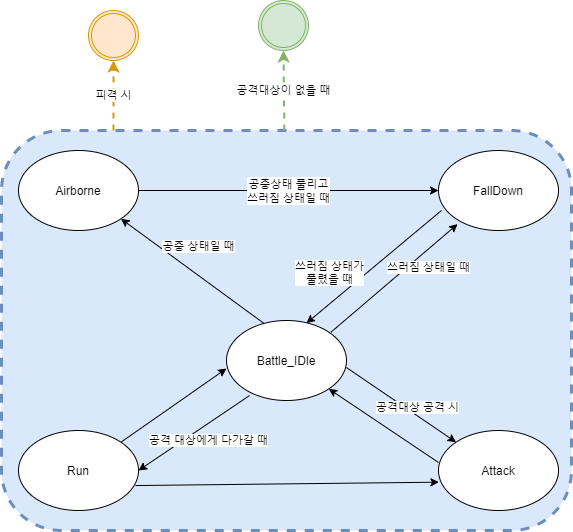 피격 시
공격대상이 없을 때
Airborne
공중상태 풀리고
쓰러짐 상태일 때
FallDown
공중 상태일 때
쓰러짐 상태가
풀렸을 때
쓰러짐 상태일 때
Battle_IDle
공격대상 공격 시
공격 대상에게 다가갈 때
Run
Attack